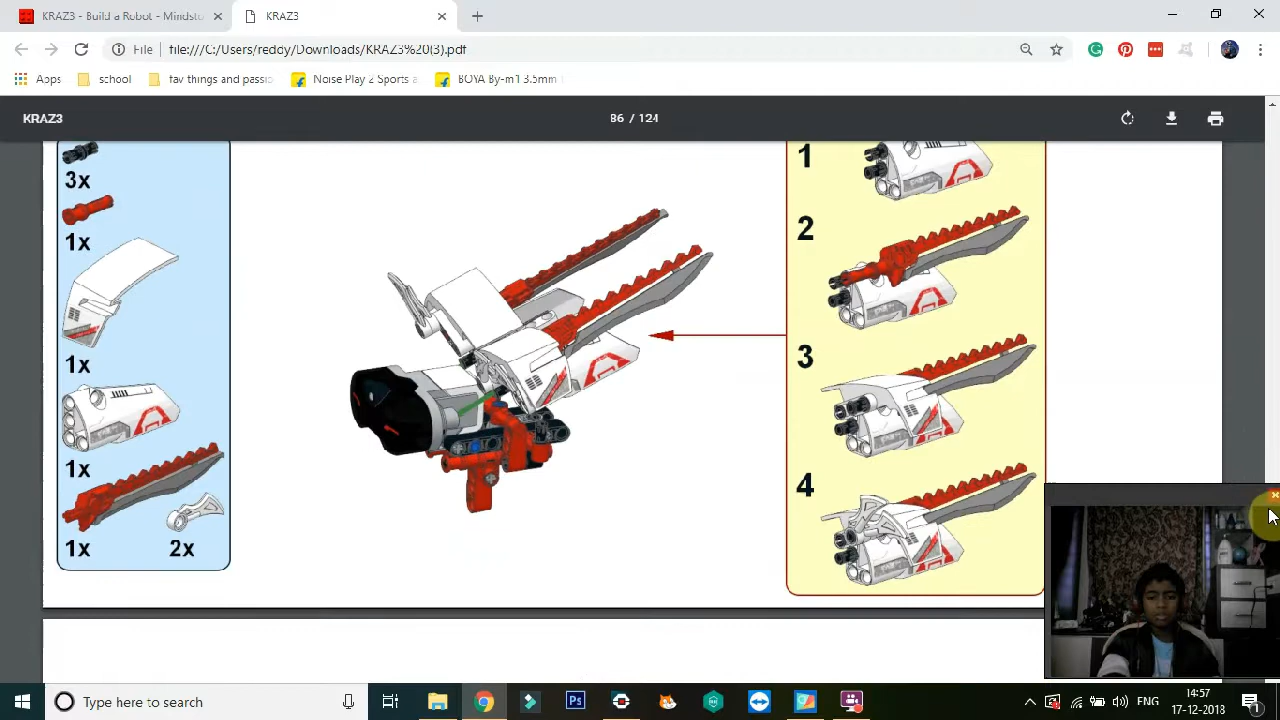 KRAZ3 - Build a Robot - Mindsto
KRAZ3
File
file:///C:/Users/reddy/Downloads/KRAZ3%20(3).pdf
Apps
school
fav things and passio
Noise Play 2 Sports a
BOYA By-m1 3.5mm
KRAZ3
86 / 124
3x
1x
1x
1x
1x
2x
1
2
3
4
Type here to search
Ps
ENG
14:57
17-12-2018
1